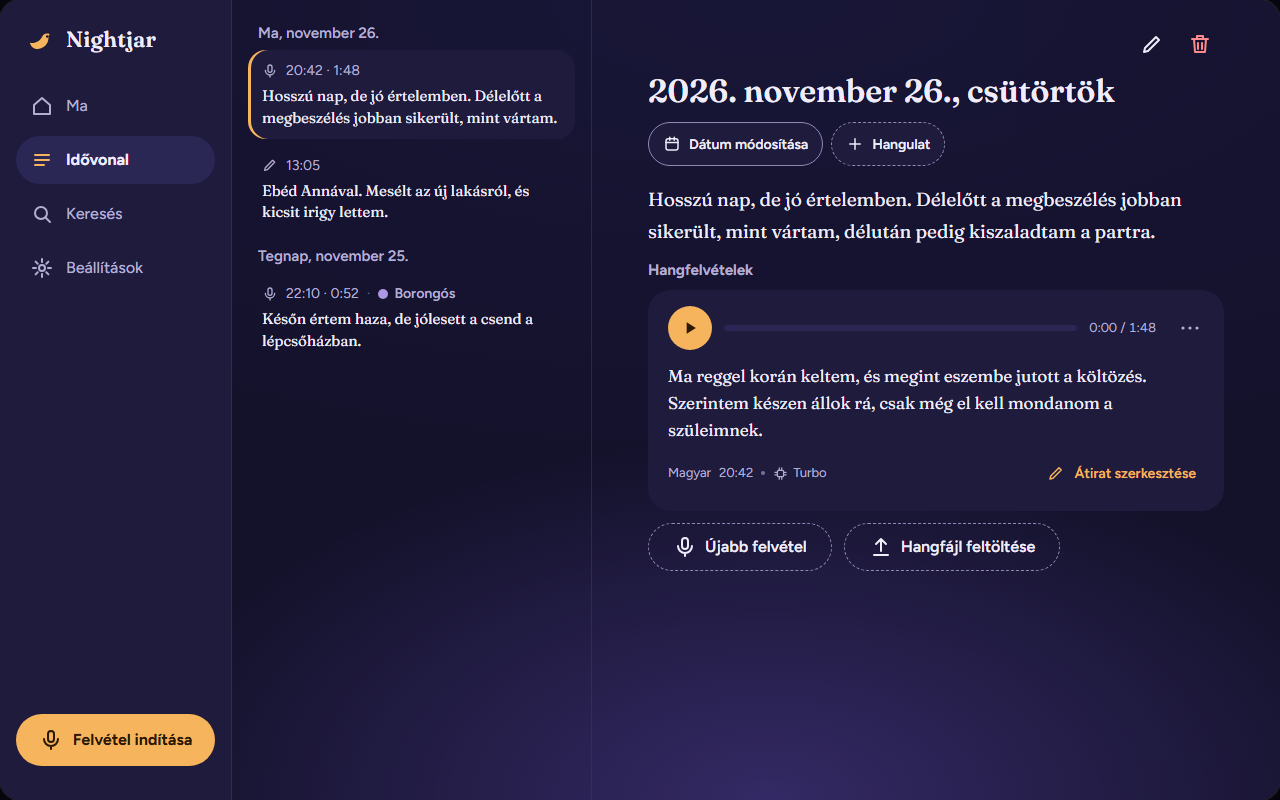 Nightjar
Ma
Idővonal
Keresés
Beállítások
Felvétel indítása
Ma, november 26.
20:42 · 1:48
Hosszú nap, de jó értelemben. Délelőtt a
megbeszélés jobban sikerült, mint vártam.
13:05
Ebéd Annával. Mesélt az új lakásról, és
kicsit irigy lettem.
Tegnap, november 25.
22:10 · 0:52 · Borongós
Későn értem haza, de jólesett a csend a
lépcsőházban.
2026. november 26., csütörtök
Dátum módosítása
Hangulat
Hosszú nap, de jó értelemben. Délelőtt a megbeszélés jobban
sikerült, mint vártam, délután pedig kiszaladtam a partra.
Hangfelvételek
0:00 / 1:48
Ma reggel korán keltem, és megint eszembe jutott a költözés.
Szerintem készen állok rá, csak még el kell mondanom a
szüleimnek.
Magyar 20:42 • Turbo
Átirat szerkesztése
Újabb felvétel
Hangfájl feltöltése